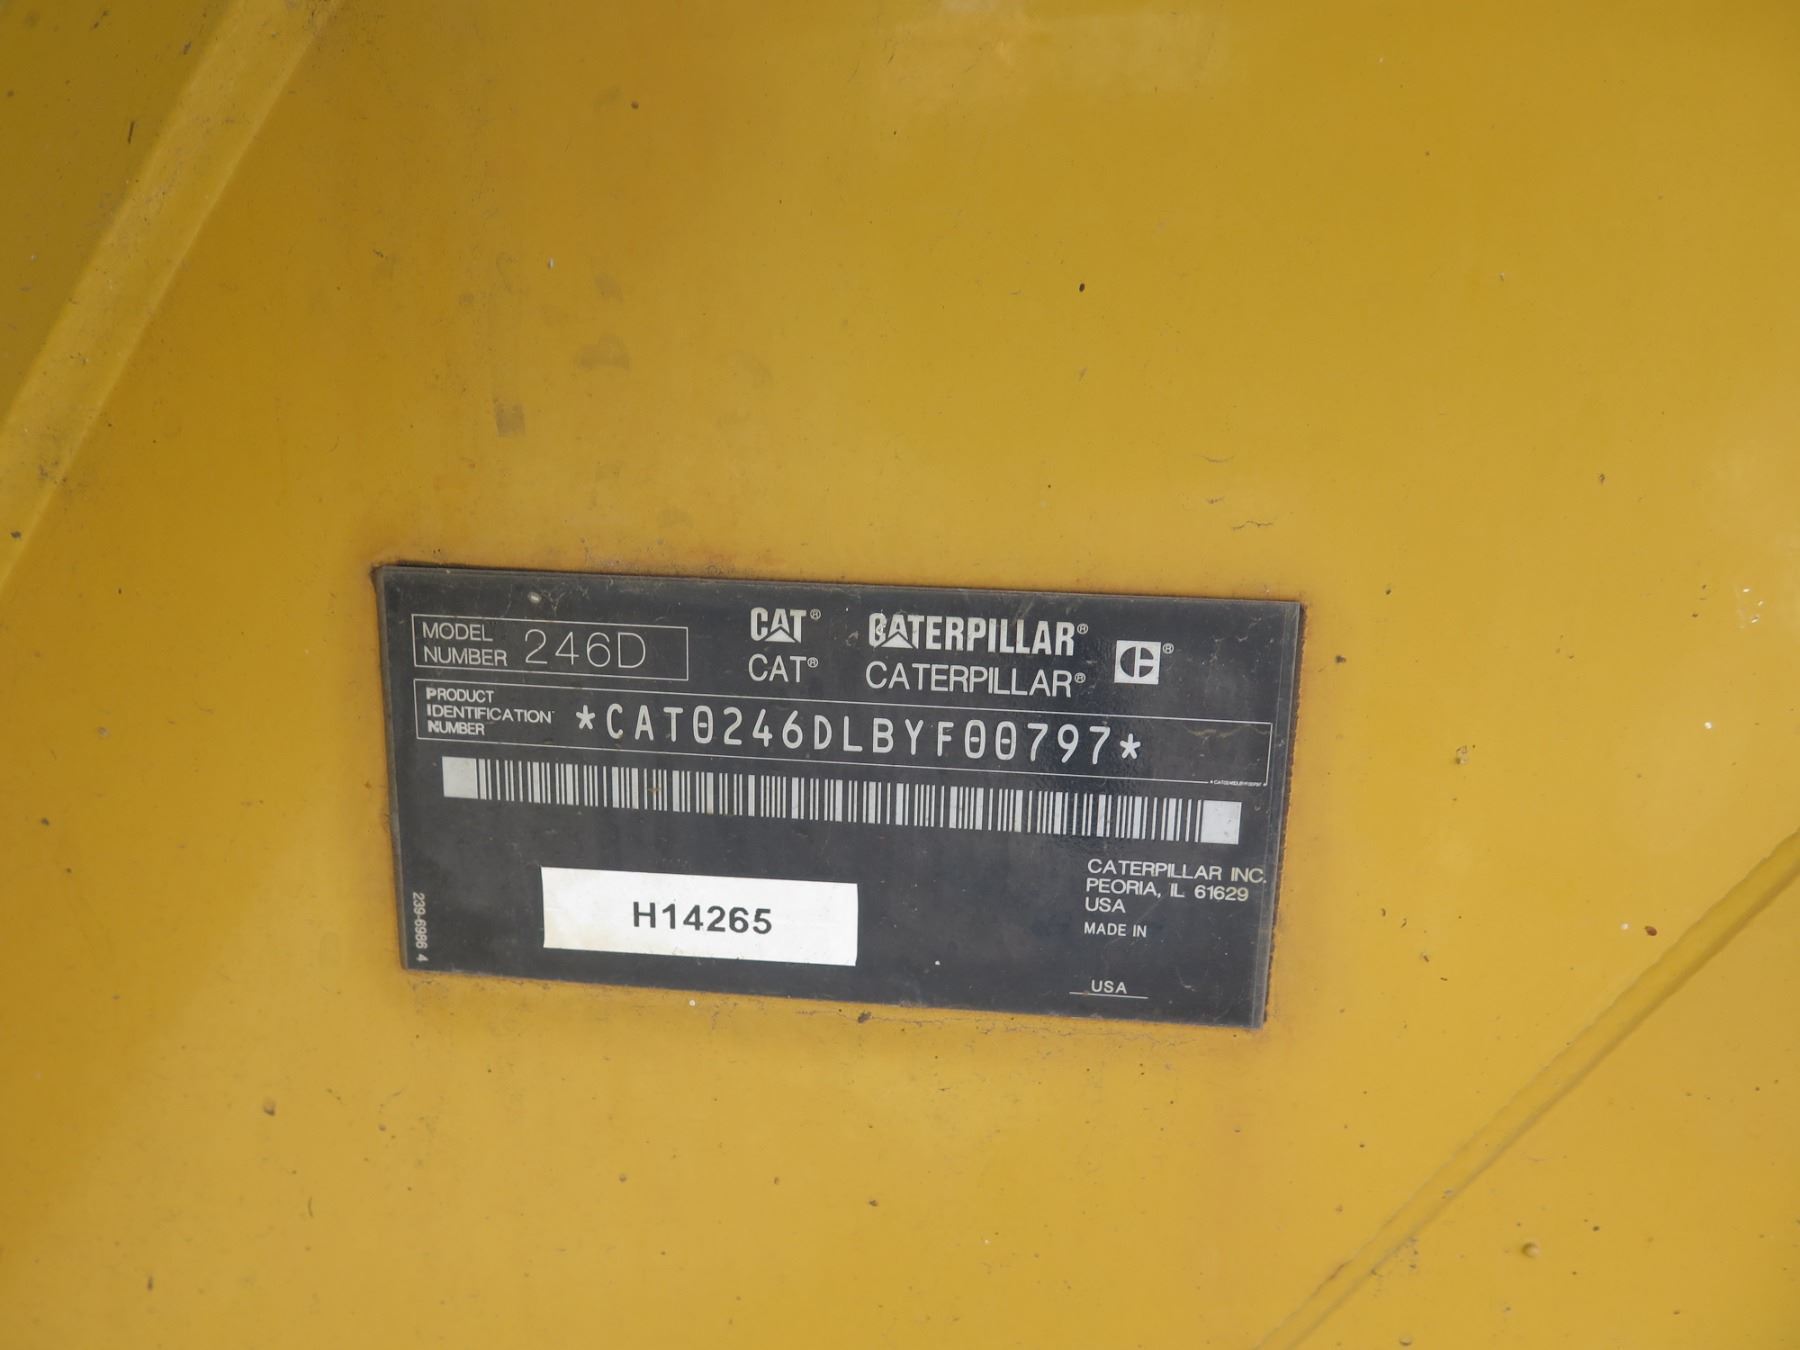 MODEL NUMBER 246D
CAT® CATERPILLAR® C®
CAT® CATERPILLAR®
PRODUCT IDENTIFICATION NUMBER *CAT0246DLBYF00797*
H14265
CATERPILLAR INC.
PEORIA, IL 61629
USA
MADE IN
USA
239-6986 4